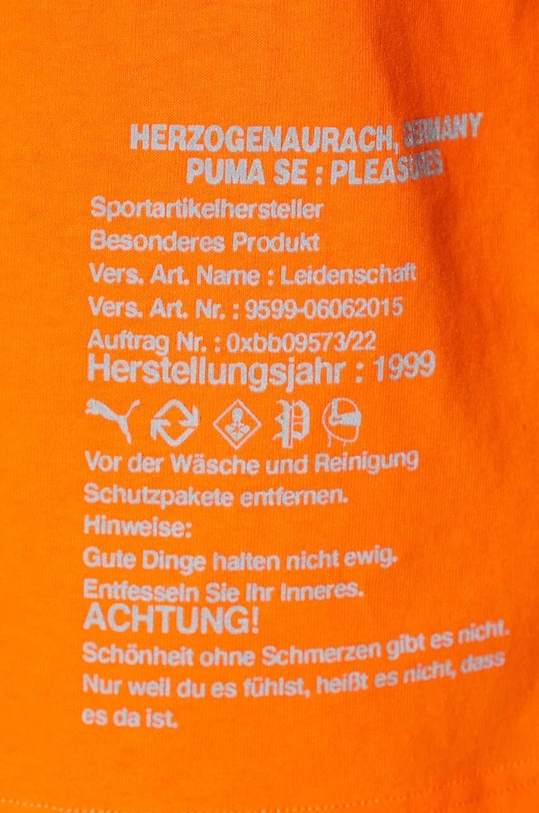 HERZOGENAURACH, GERMANY
PUMA SE : PLEASURES
Sportartikelhersteller
Besonderes Produkt
Vers. Art. Name : Leidenschaft
Vers. Art. Nr. : 9599-06062015
Auftrag Nr. : 0xbb09573/22
Herstellungsjahr : 1999
P
Vor der Wäsche und Reinigung
Schutzpakete entfernen.
Hinweise:
Gute Dinge halten nicht ewig.
Entfesseln Sie Ihr Inneres.
ACHTUNG!
Schönheit ohne Schmerzen gibt es nicht.
Nur weil du es fühlst, heißt es nicht, dass
es da ist.